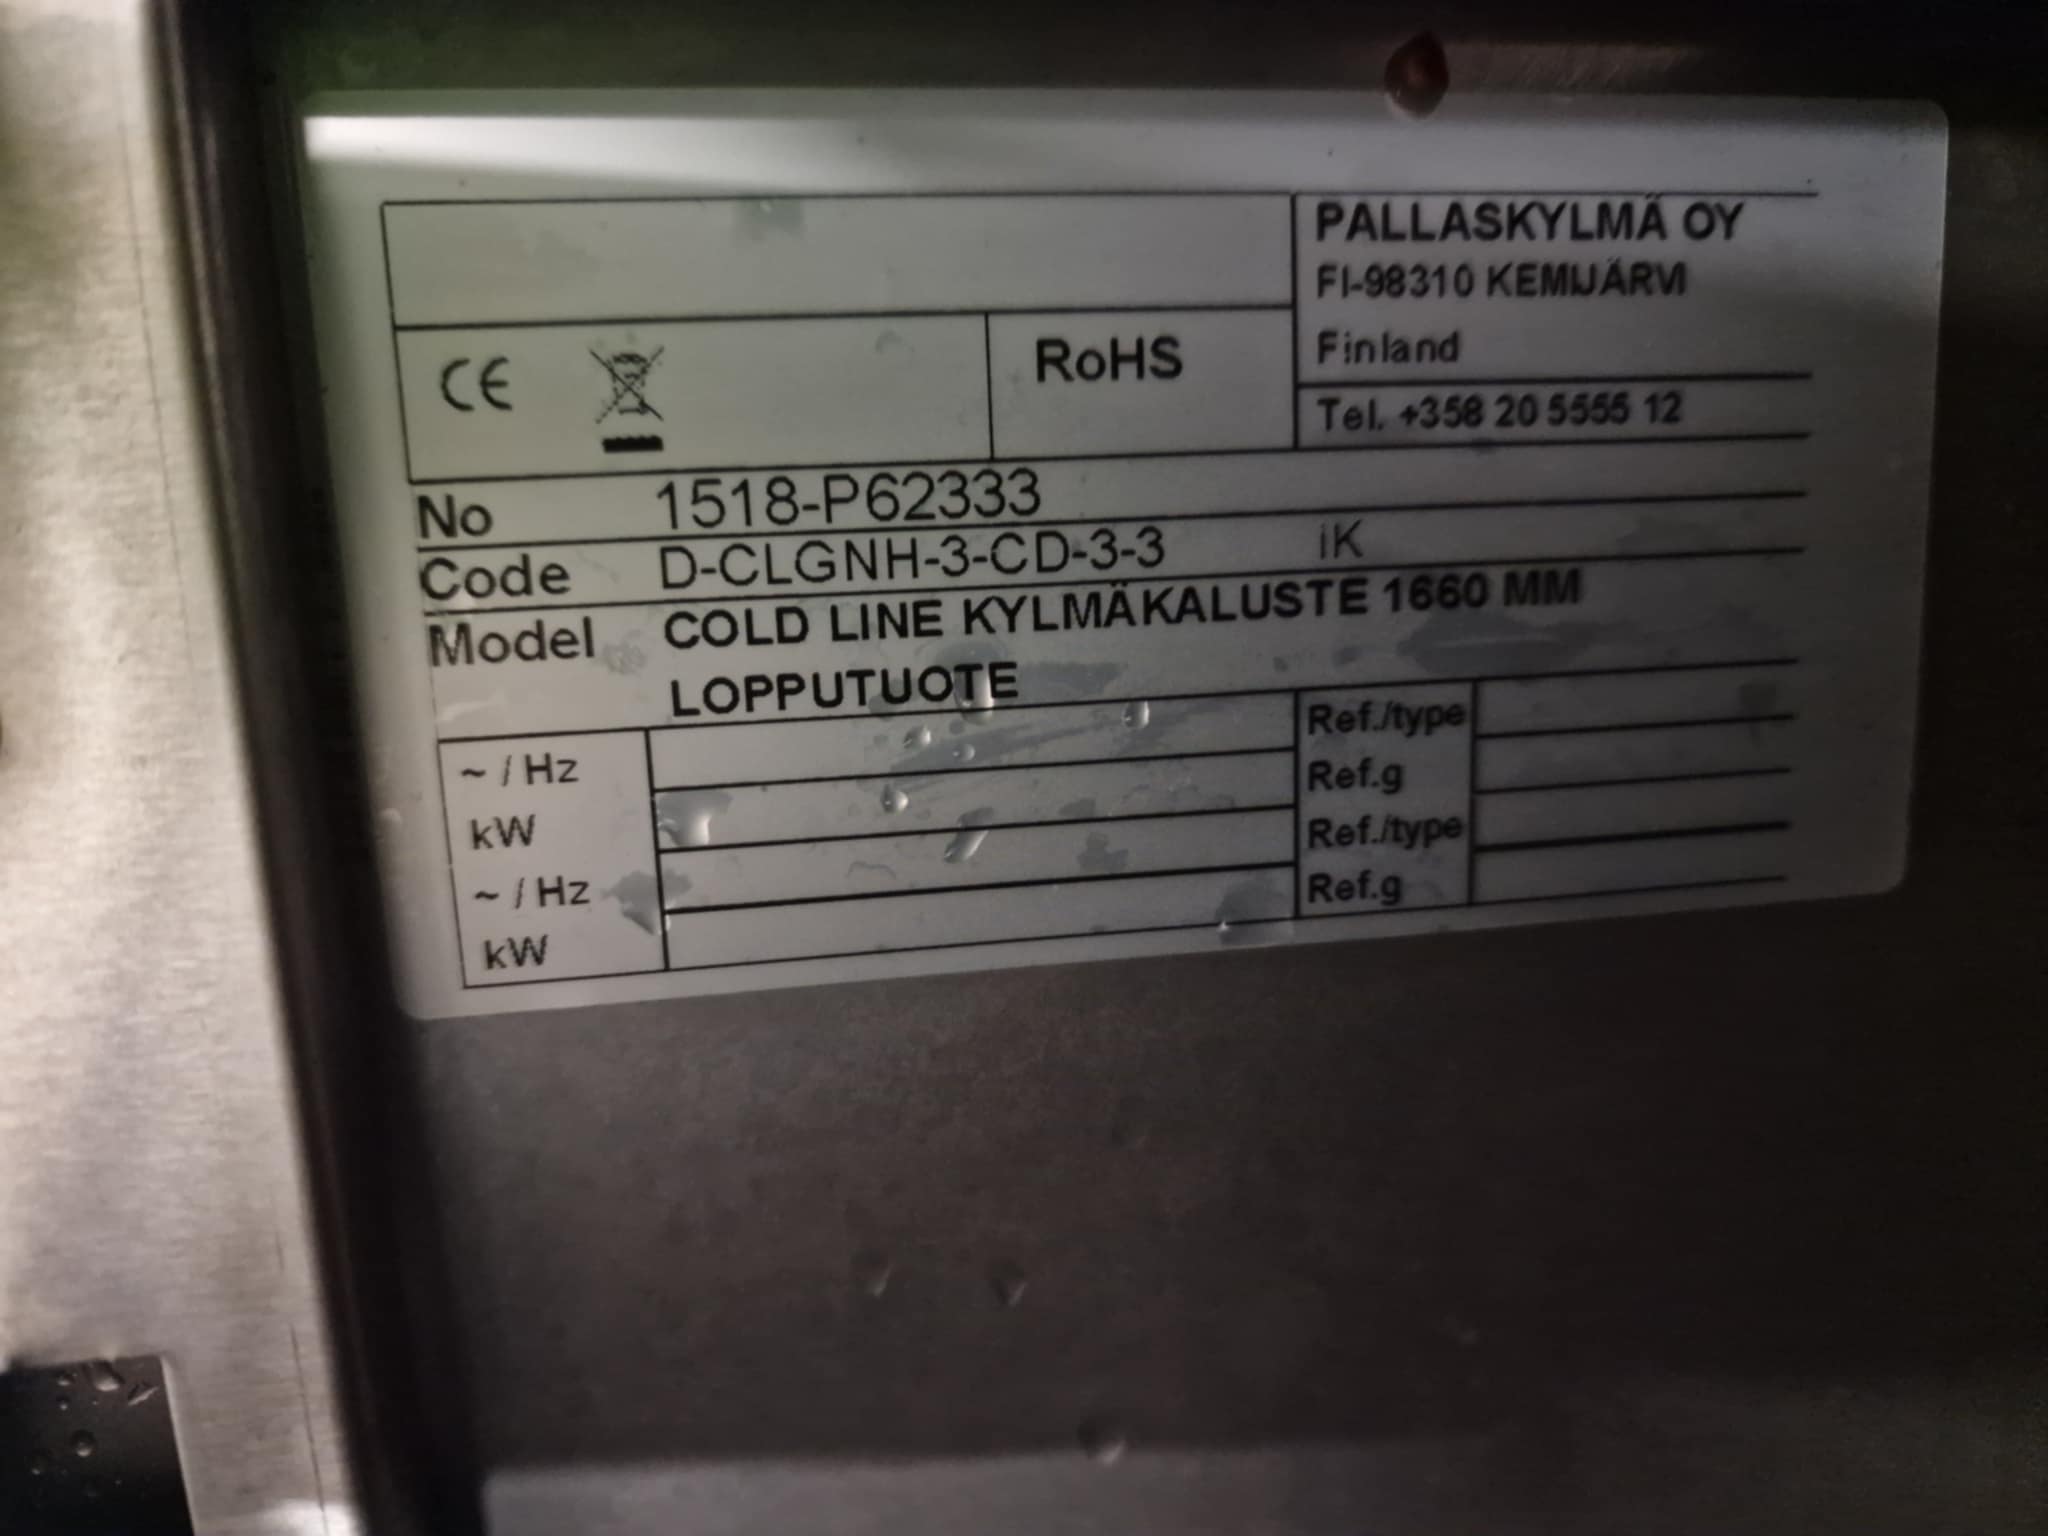 PALLASKYLMÄ OY
FI-98310 KEMIJÄRVI
Finland
CE
RoHS
Tel. +358 20 5555 12
No 1518-P62333
Code D-CLGNH-3-CD-3-3 iK
Model COLD LINE KYLMÄKALUSTE 1660 MM
LOPPUTUOTE
~ / Hz
kW
~ / Hz
kW
Ref./type
Ref.g
Ref./type
Ref.g